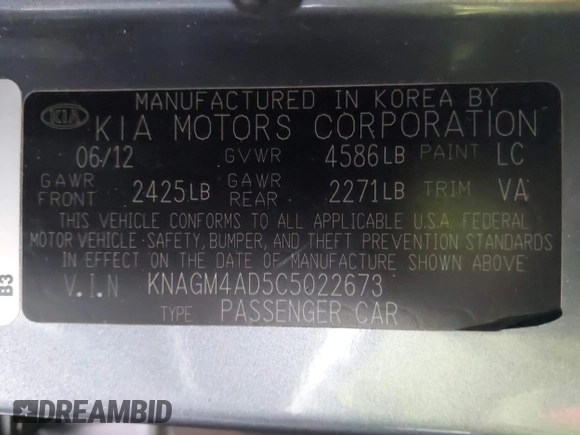 MANUFACTURED IN KOREA BY
KIA KIA MOTORS CORPORATION
06/12 GVWR 4586LB PAINT LC
GAWR FRONT 2425LB GAWR REAR 2271LB TRIM VA
THIS VEHICLE CONFORMS TO ALL APPLICABLE U.S.A. FEDERAL
MOTOR VEHICLE SAFETY, BUMPER, AND THEFT PREVENTION
STANDARDS IN EFFECT ON THE DATE OF MANUFACTURE SHOWN ABOVE
V.I.N KNAGM4AD5C5022673
TYPE PASSENGER CAR
B3
DREAMBID